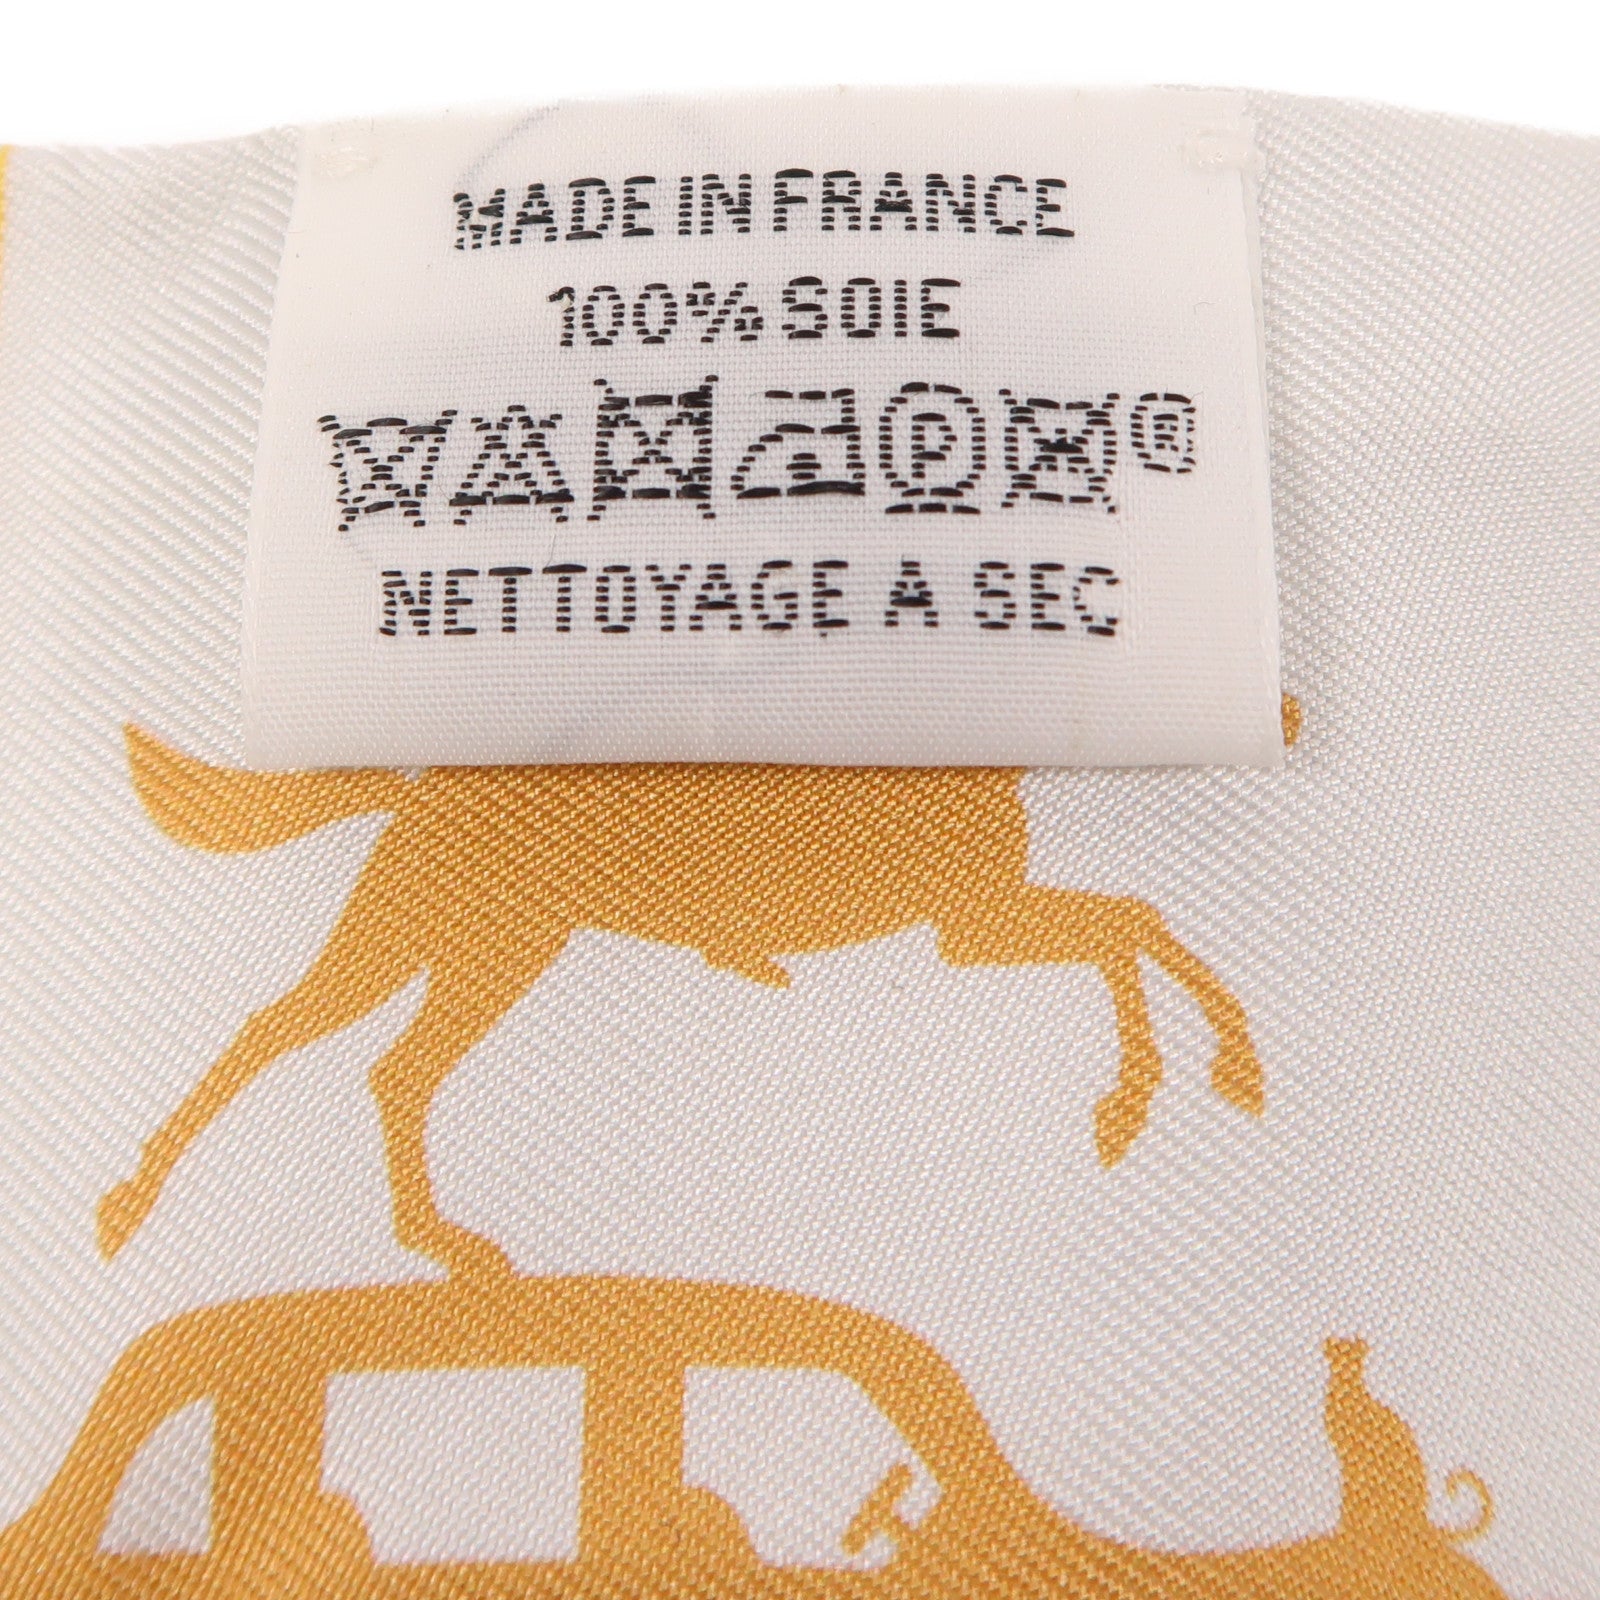 MADE IN FRANCE
100% SOIE
P ®
NETTOYAGE A SEC